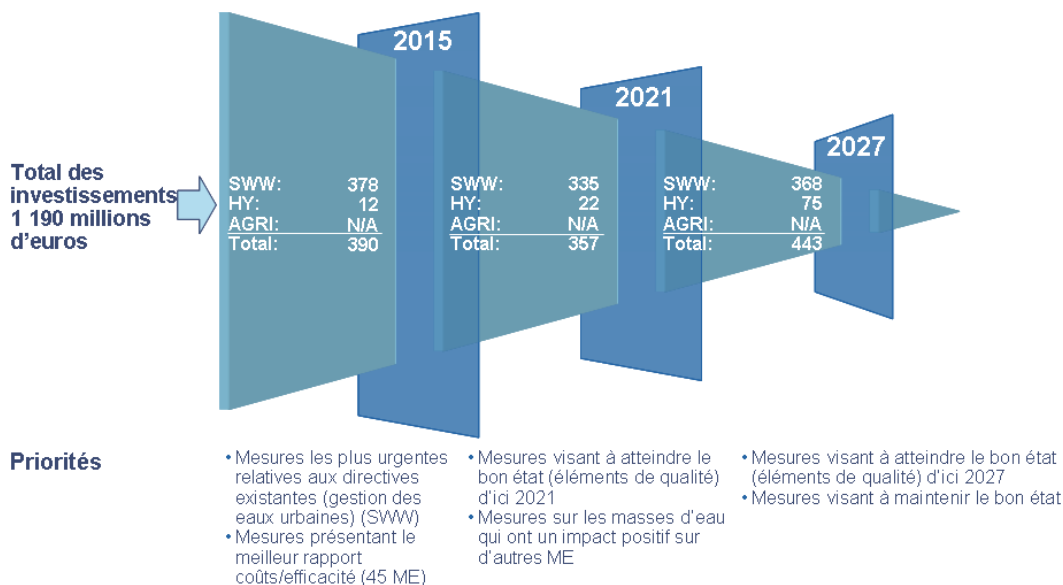 2015
2021
2027
Total des
investissements
1 190 millions
d'euros
SWW: 378
HY: 12
AGRI: N/A
Total: 390
SWW: 335
HY: 22
AGRI: N/A
Total: 357
SWW: 368
HY: 75
AGRI: N/A
Total: 443
Priorités
• Mesures les plus urgentes
relatives aux directives
existantes (gestion des
eaux urbaines) (SWW)
• Mesures présentant le
meilleur rapport
coûts/efficacité (45 ME)
• Mesures visant à atteindre le
bon état (éléments de qualité)
d'ici 2021
• Mesures sur les masses d'eau
qui ont un impact positif sur
d'autres ME
• Mesures visant à atteindre le bon état
(éléments de qualité) d'ici 2027
• Mesures visant à maintenir le bon état